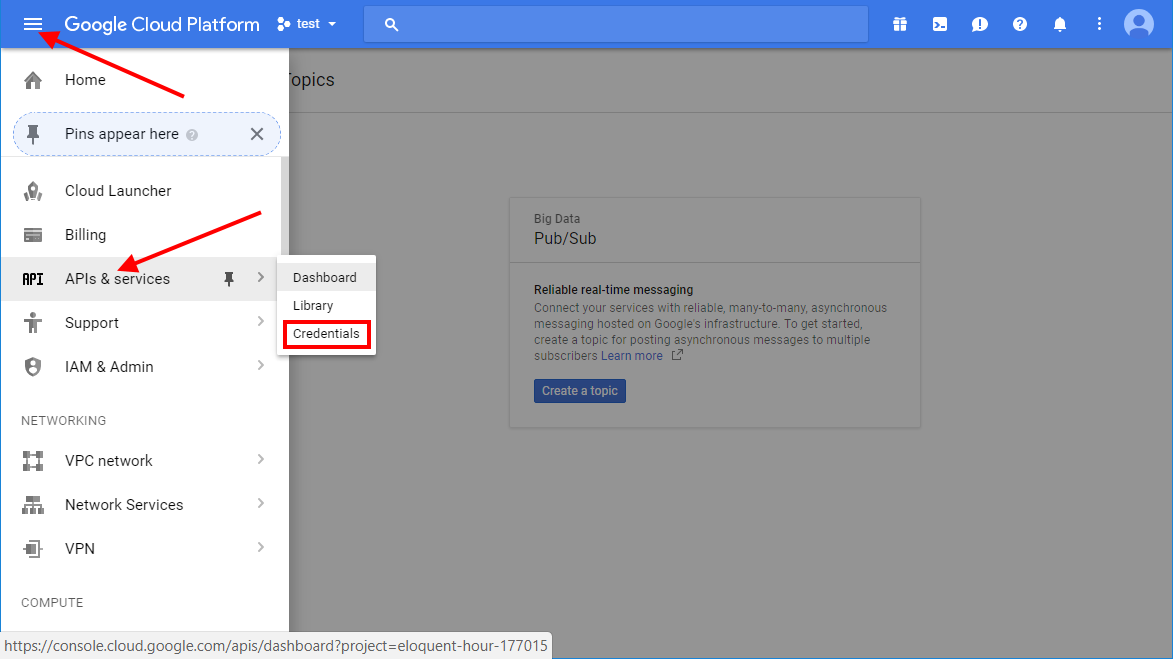 Google Cloud Platform test
Topics
Home
Pins appear here
Cloud Launcher
Billing
API APIs & services
Support
IAM & Admin
NETWORKING
VPC network
Network Services
VPN
COMPUTE
Dashboard
Library
Credentials
Big Data
Pub/Sub
Reliable real-time messaging
Connect your services with reliable, many-to-many, asynchronous
messaging hosted on Google's infrastructure. To get started,
create a topic for posting asynchronous messages to multiple
subscribers Learn more
Create a topic
https://console.cloud.google.com/apis/dashboard?project=eloquent-hour-177015